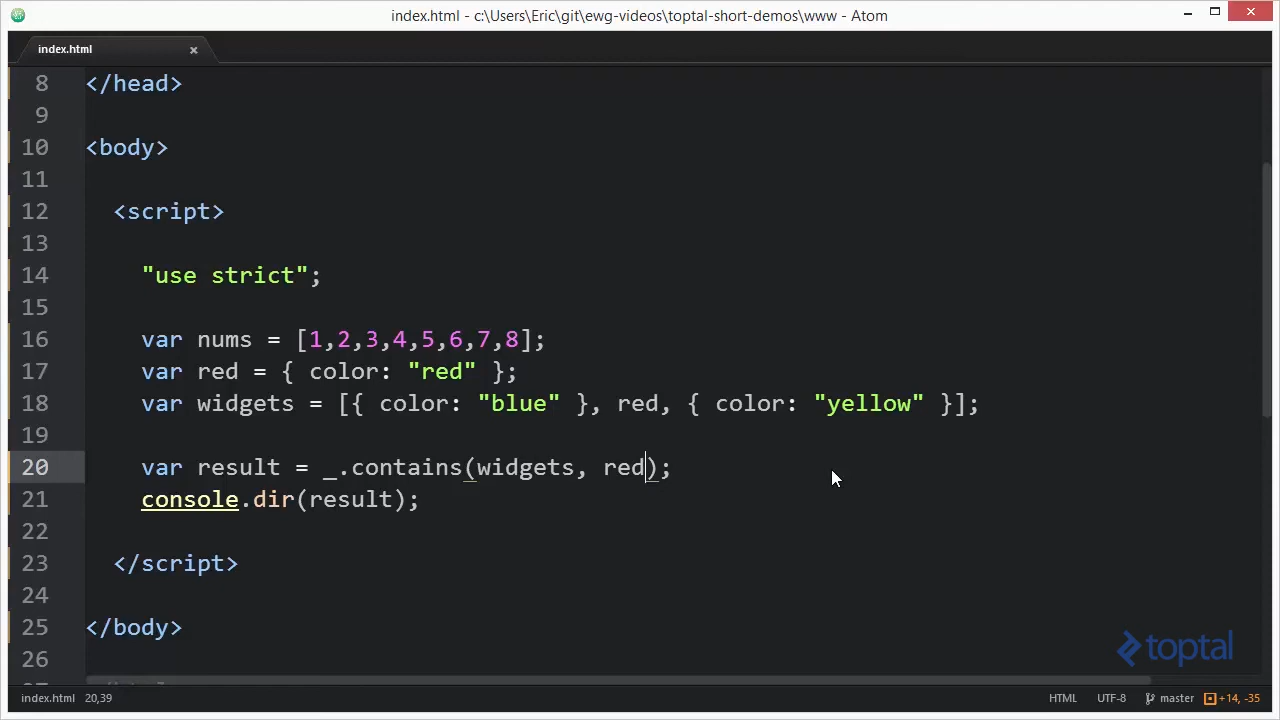 index.html - c:\Users\Eric\git\ewg-videos\toptal-short-demos\www - Atom
index.html
8 </head>
9
10 <body>
11
12 <script>
13
14 "use strict";
15
16 var nums = [1,2,3,4,5,6,7,8];
17 var red = { color: "red" };
18 var widgets = [{ color: "blue" }, red, { color: "yellow" }];
19
20 var result = _.contains(widgets, red);
21 console.dir(result);
22
23 </script>
24
25 </body>
26
toptal
index.html 20,39 HTML UTF-8 master +14, -35